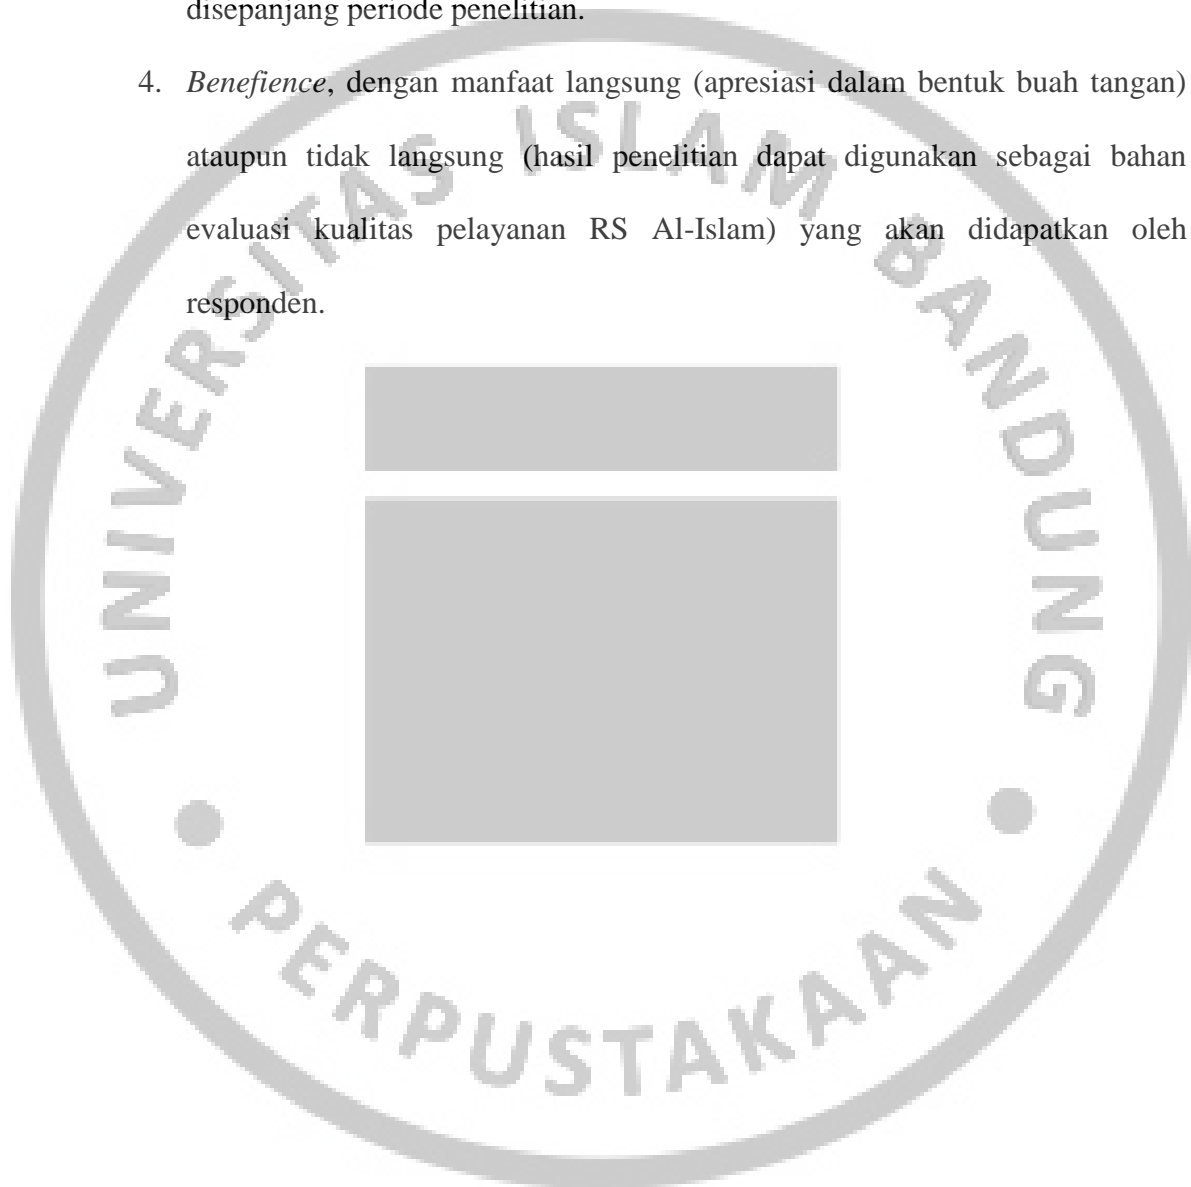 disepanjang periode penelitian.
4. Benefience, dengan manfaat langsung (apresiasi dalam bentuk buah tangan)
ataupun tidak langsung (hasil penelitian dapat digunakan sebagai bahan
evaluasi kualitas pelayanan RS Al-Islam) yang akan didapatkan oleh
responden.
UNIVERSITAS ISLAM BANDUNG
PERPUSTAKAAN